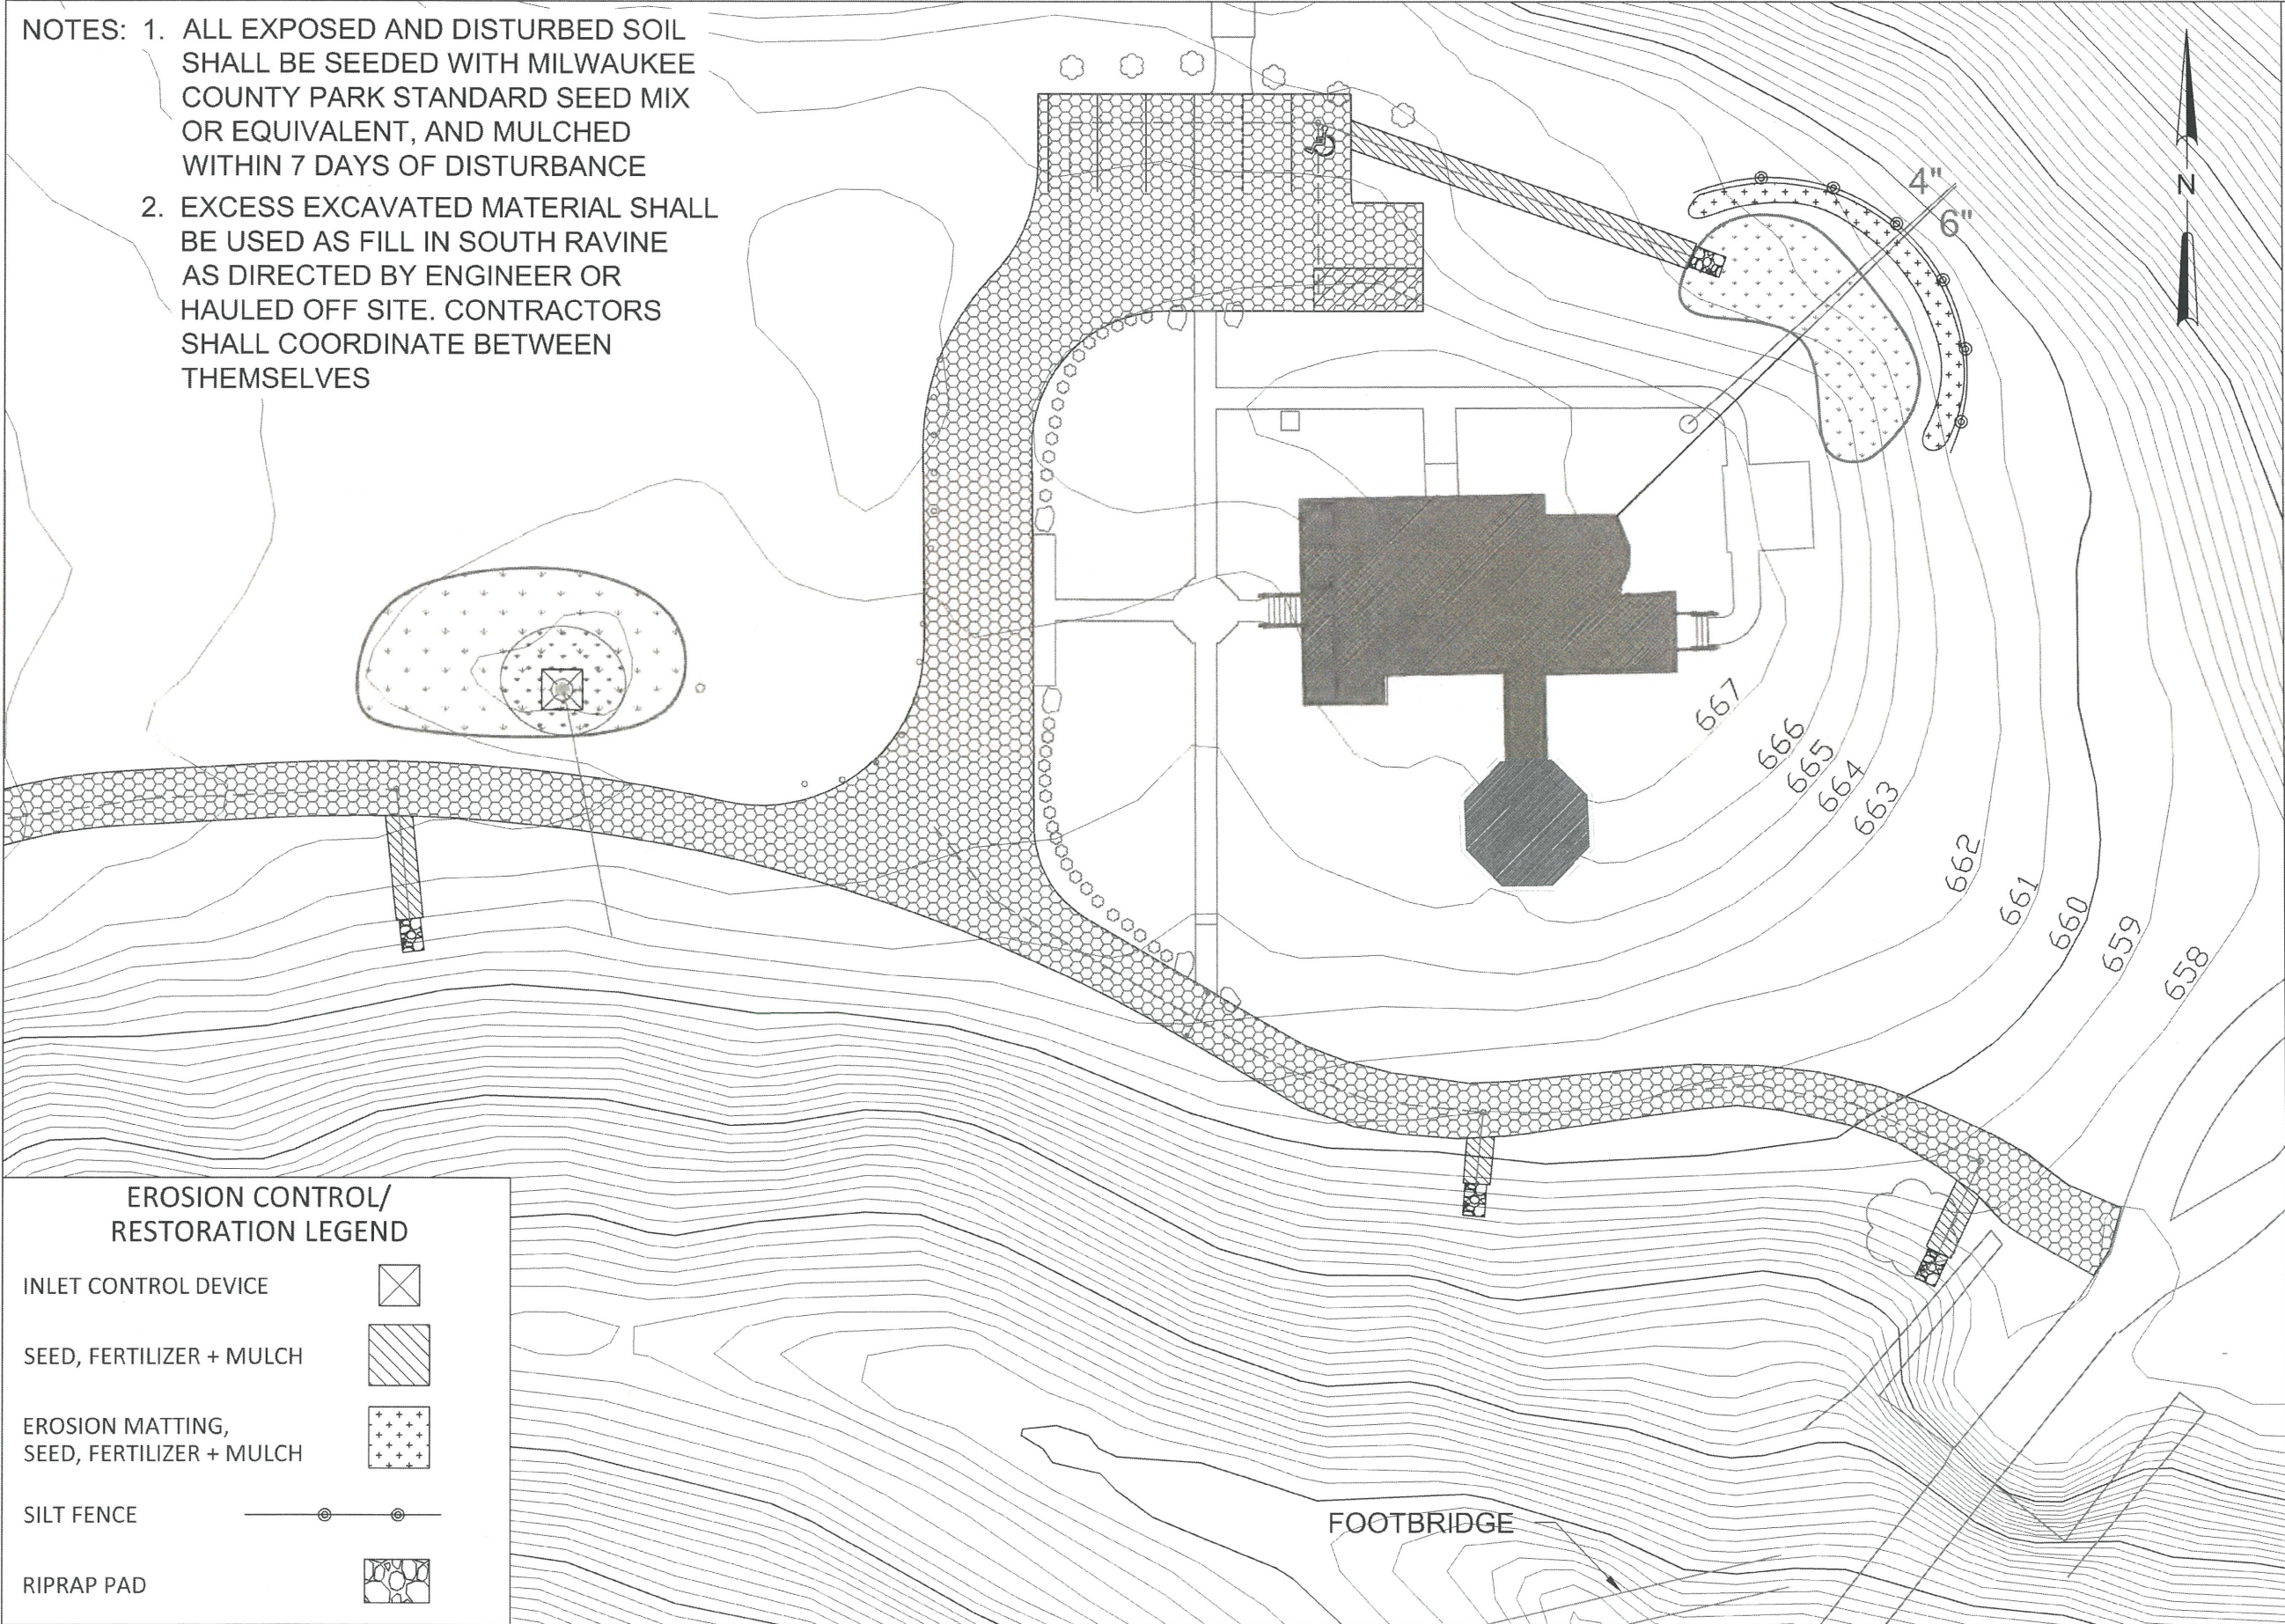 NOTES: 1. ALL EXPOSED AND DISTURBED SOIL
SHALL BE SEEDED WITH MILWAUKEE
COUNTY PARK STANDARD SEED MIX
OR EQUIVALENT, AND MULCHED
WITHIN 7 DAYS OF DISTURBANCE
2. EXCESS EXCAVATED MATERIAL SHALL
BE USED AS FILL IN SOUTH RAVINE
AS DIRECTED BY ENGINEER OR
HAULED OFF SITE. CONTRACTORS
SHALL COORDINATE BETWEEN
THEMSELVES
N
4"
6"
667
666
665
664
663
662
661
660
659
658
EROSION CONTROL/
RESTORATION LEGEND
INLET CONTROL DEVICE
SEED, FERTILIZER + MULCH
EROSION MATTING,
SEED, FERTILIZER + MULCH
SILT FENCE
RIPRAP PAD
FOOTBRIDGE